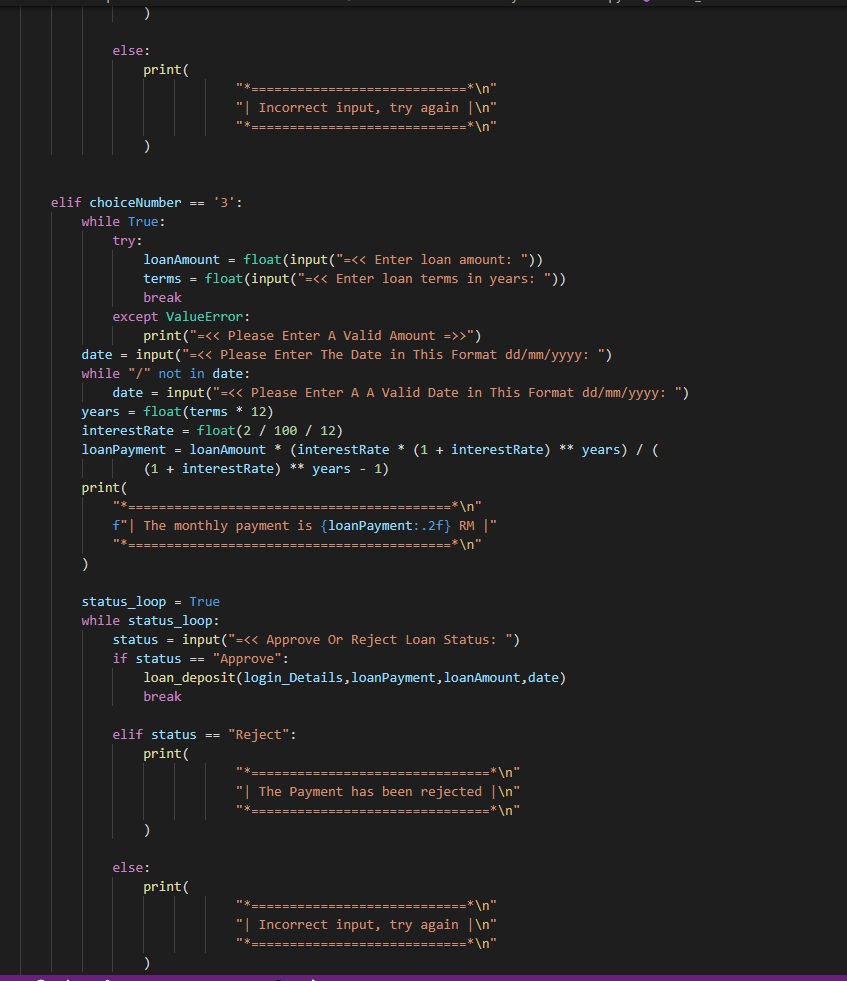 )
else:
print(
"*============================*\n"
"| Incorrect input, try again |\n"
"*============================*\n"
)
elif choiceNumber == '3':
while True:
try:
loanAmount = float(input("=<< Enter loan amount: "))
terms = float(input("=<< Enter loan terms in years: "))
break
except ValueError:
print("=<< Please Enter A Valid Amount =>>")
date = input("=<< Please Enter The Date in This Format dd/mm/yyyy: ")
while "/" not in date:
date = input("=<< Please Enter A A Valid Date in This Format dd/mm/yyyy: ")
years = float(terms * 12)
interestRate = float(2 / 100 / 12)
loanPayment = loanAmount * (interestRate * (1 + interestRate) ** years) / (
(1 + interestRate) ** years - 1)
print(
"*==========================================*\n"
f"| The monthly payment is {loanPayment:.2f} RM |"
"*==========================================*\n"
)
status_loop = True
while status_loop:
status = input("=<< Approve Or Reject Loan Status: ")
if status == "Approve":
loan_deposit(login_Details,loanPayment,loanAmount,date)
break
elif status == "Reject":
print(
"*===============================*\n"
"| The Payment has been rejected |\n"
"*===============================*\n"
)
else:
print(
"*============================*\n"
"| Incorrect input, try again |\n"
"*============================*\n"
)